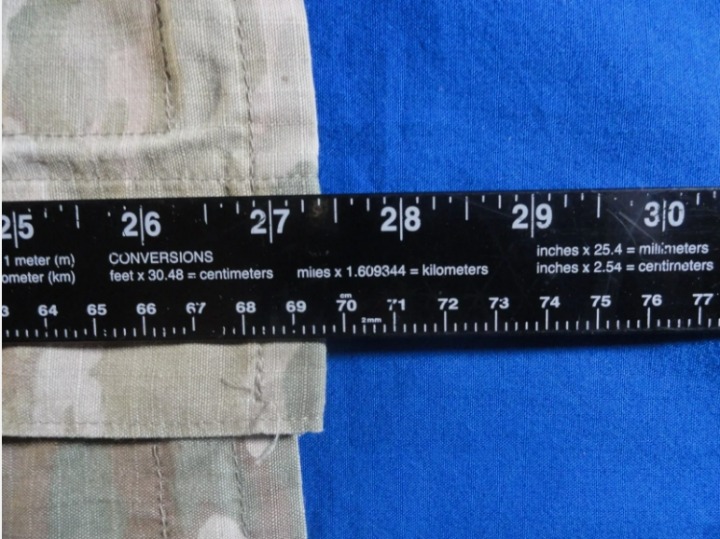 25 26 27 28 29 30
1 meter (m) CONVERSIONS inches x 25.4 = millimeters
ometer (km) feet x 30.48 = centimeters miles x 1.609344 = kilometers inches x 2.54 = centimeters
cm
3 64 65 66 67 68 69 70 71 72 73 74 75 76 77
2mm